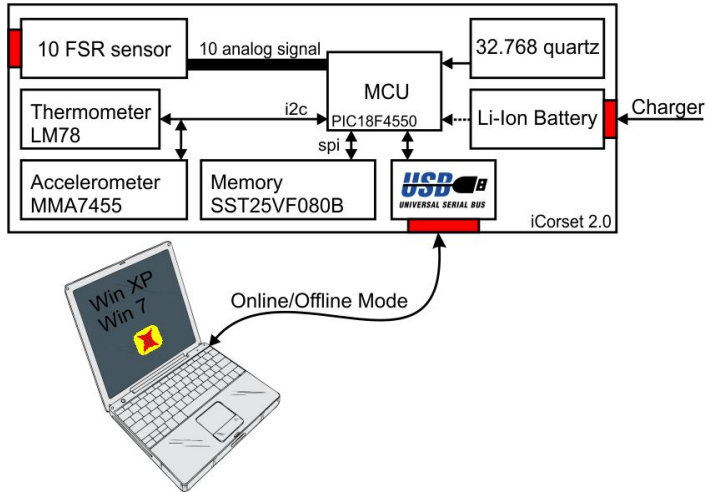 10 FSR sensor
10 analog signal
MCU
PIC18F4550
32.768 quartz
Thermometer
LM78
i2c
Li-Ion Battery
Charger
spi
Accelerometer
MMA7455
Memory
SST25VF080B
USB
UNIVERSAL SERIAL BUS
iCorset 2.0
Win XP
Win 7
Online/Offline Mode